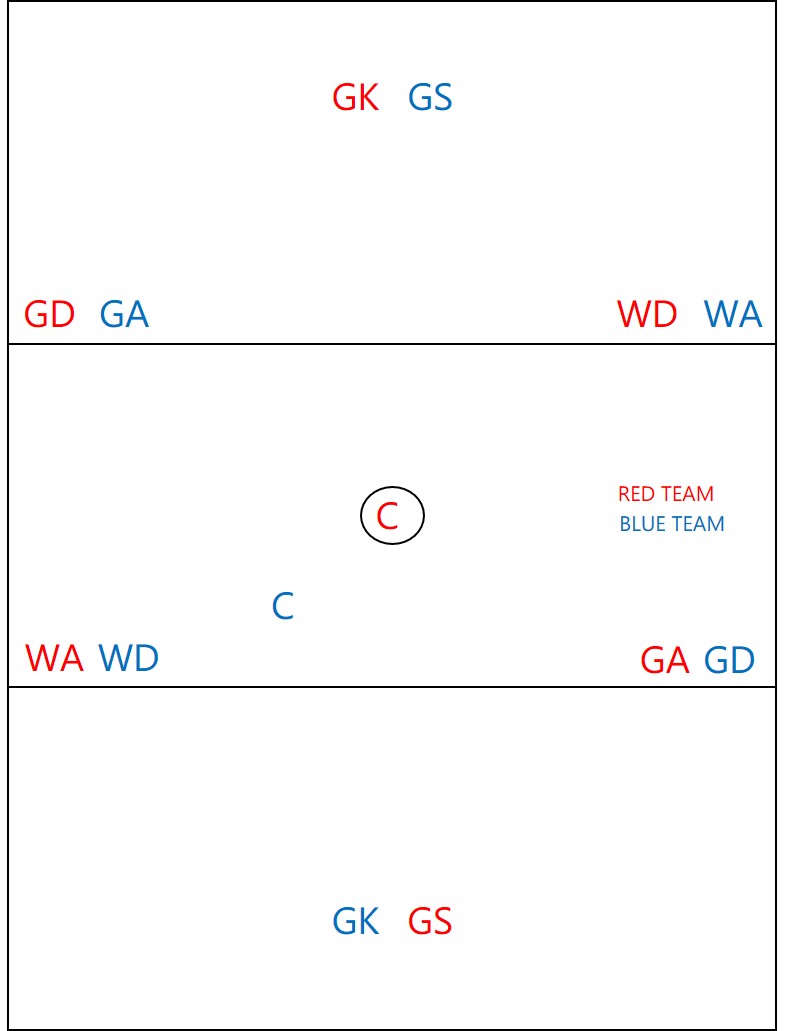 GK GS
GD GA WD WA
RED TEAM
C
BLUE TEAM
C
WA WD GA GD
GK GS